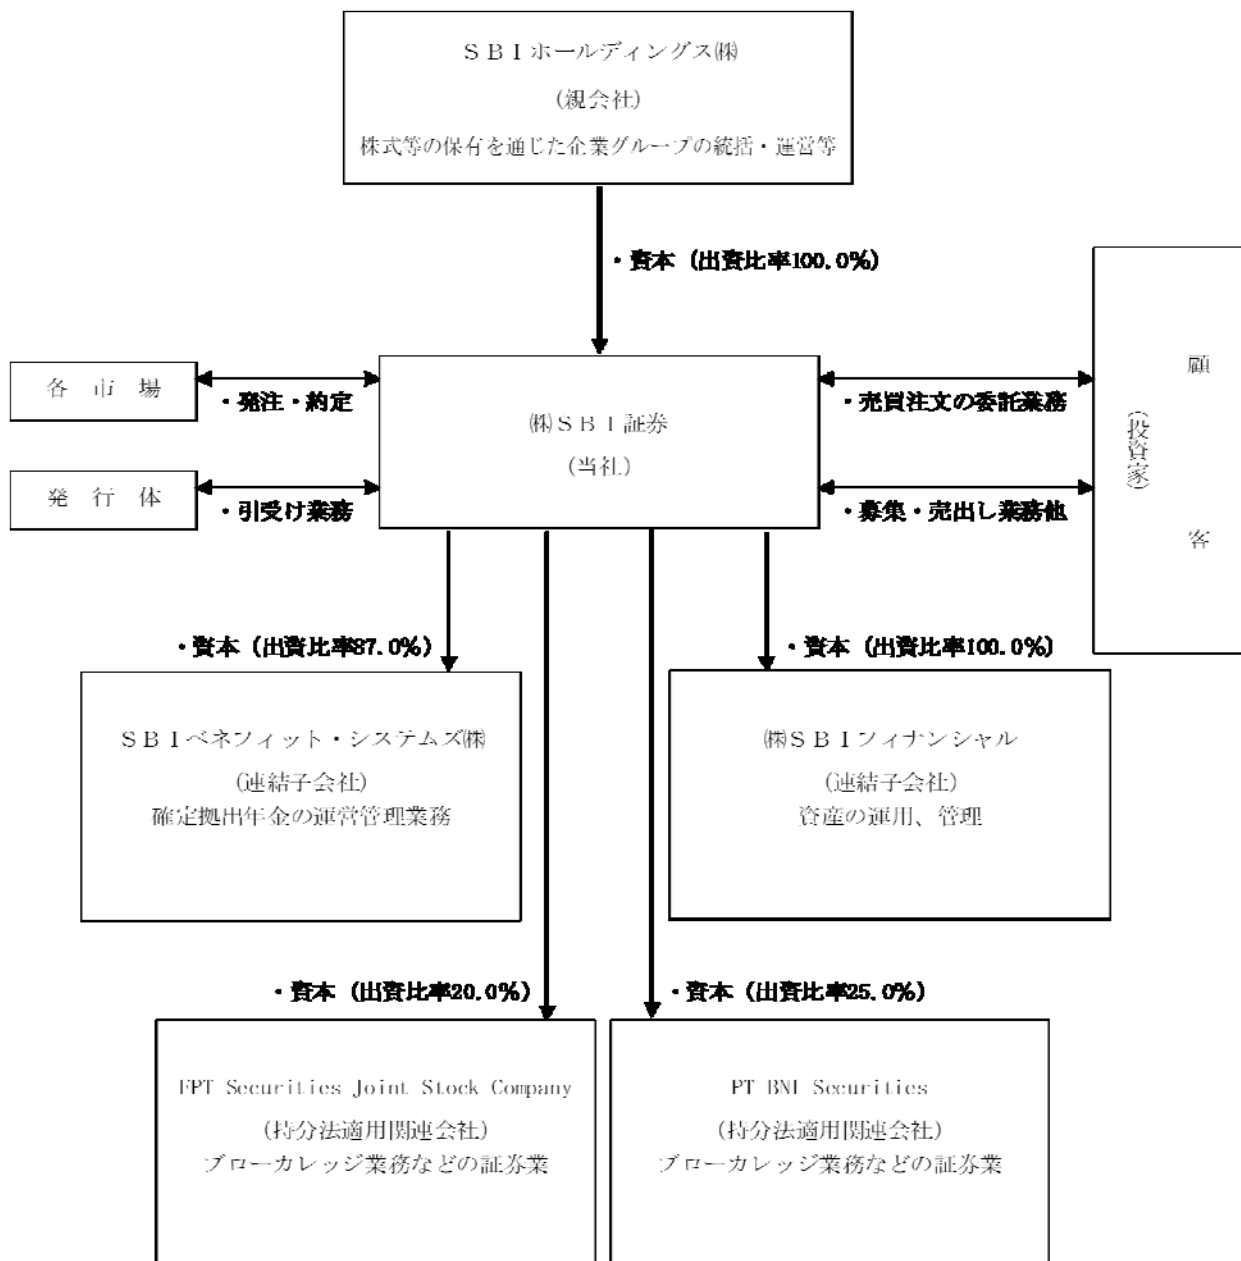 ＳＢＩホールディングス㈱
(親会社)
株式等の保有を通じた企業グループの統括・運営等
・資本（出資比率100.0%）
各　市　場
・発注・約定
㈱ＳＢＩ証券
(当社)
・売買注文の委託業務
顧　　　客
（投資家）
発　行　体
・引受け業務
・募集・売出し業務他
・資本（出資比率87.0%）
・資本（出資比率100.0%）
ＳＢＩベネフィット・システムズ㈱
(連結子会社)
確定拠出年金の運営管理業務
㈱ＳＢＩフィナンシャル
(連結子会社)
資産の運用、管理
・資本（出資比率20.0%）
・資本（出資比率25.0%）
FPT Securities Joint Stock Company
(持分法適用関連会社)
ブローカレッジ業務などの証券業
PT BNI Securities
(持分法適用関連会社)
ブローカレッジ業務などの証券業